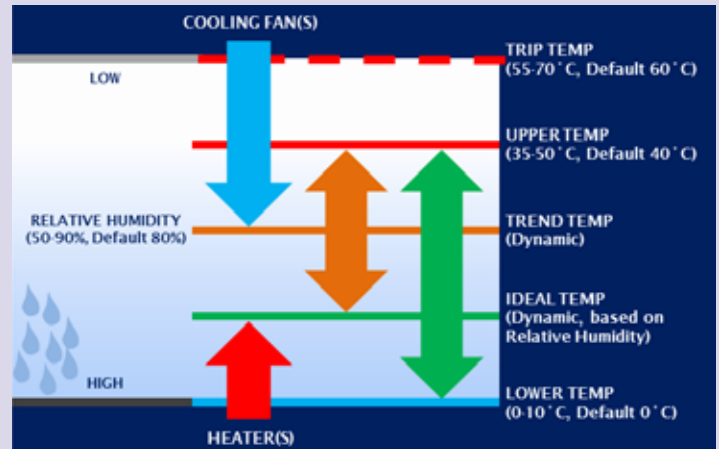 COOLING FAN(S)
LOW
TRIP TEMP
(55-70˚C, Default 60˚C)
UPPER TEMP
(35-50˚C, Default 40˚C)
RELATIVE HUMIDITY
(50-90%, Default 80%)
TREND TEMP
(Dynamic)
IDEAL TEMP
(Dynamic, based on
Relative Humidity)
HIGH
LOWER TEMP
(0-10˚C, Default 0˚C)
HEATER(S)